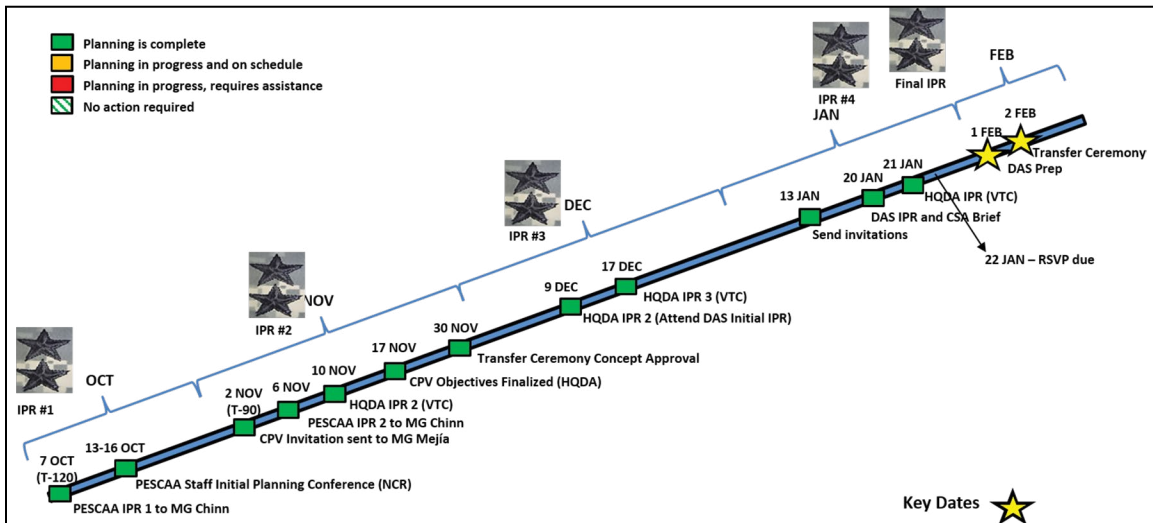 Planning is complete
Planning in progress and on schedule
Planning in progress, requires assistance
No action required
IPR #1
OCT
IPR #2
NOV
IPR #3
DEC
IPR #4
JAN
Final IPR
FEB
7 OCT
(T-120)
PESCAA IPR 1 to MG Chinn
13-16 OCT
PESCAA Staff Initial Planning Conference (NCR)
2 NOV
(T-90)
CPV Invitation sent to MG Mejía
6 NOV
PESCAA IPR 2 to MG Chinn
10 NOV
HQDA IPR 2 (VTC)
17 NOV
CPV Objectives Finalized (HQDA)
30 NOV
Transfer Ceremony Concept Approval
9 DEC
HQDA IPR 2 (Attend DAS Initial IPR)
17 DEC
HQDA IPR 3 (VTC)
13 JAN
Send invitations
20 JAN
DAS IPR and CSA Brief
21 JAN
HQDA IPR (VTC)
22 JAN – RSVP due
1 FEB
DAS Prep
2 FEB
Transfer Ceremony
Key Dates